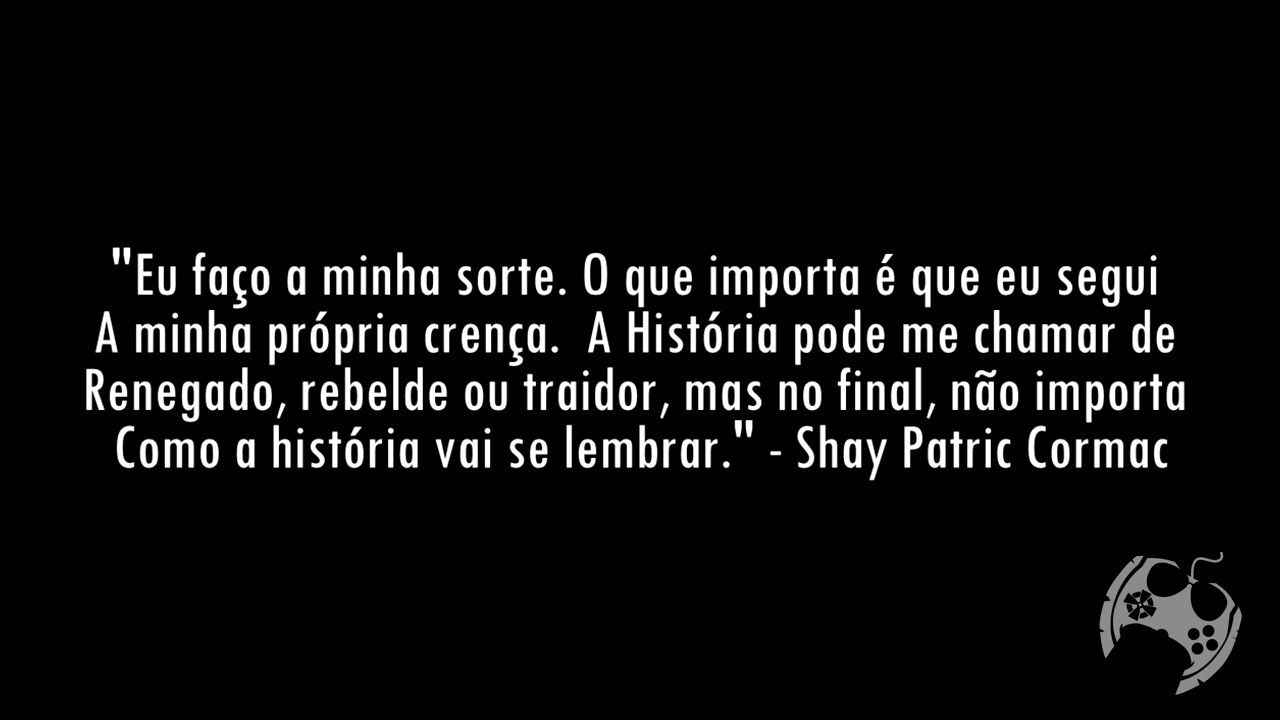 "Eu faço a minha sorte. O que importa é que eu segui
A minha própria crença.  A História pode me chamar de
Renegado, rebelde ou traidor, mas no final, não importa
Como a história vai se lembrar." - Shay Patric Cormac